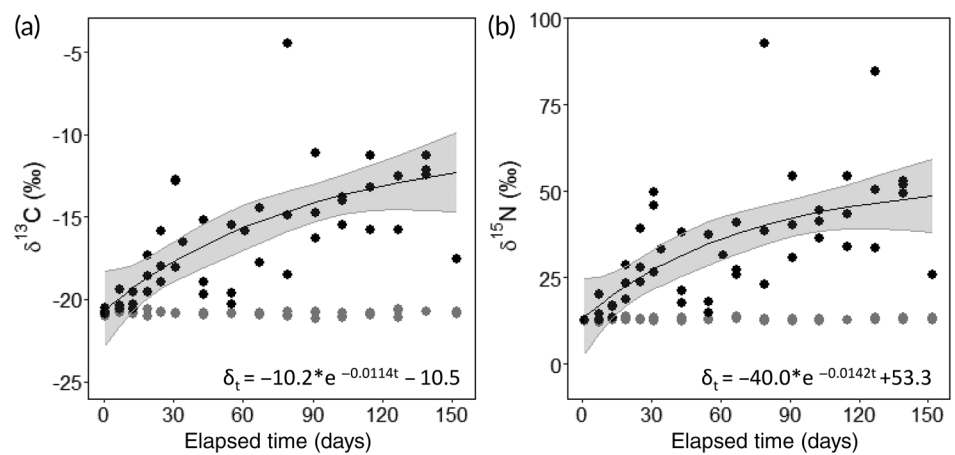 (a)
δ¹³C (‰)
-5
-10
-15
-20
-25
δt = −10.2*e −0.0114t − 10.5
0 30 60 90 120 150
Elapsed time (days)
(b)
δ¹⁵N (‰)
100
75
50
25
0
δt = −40.0*e −0.0142t +53.3
0 30 60 90 120 150
Elapsed time (days)